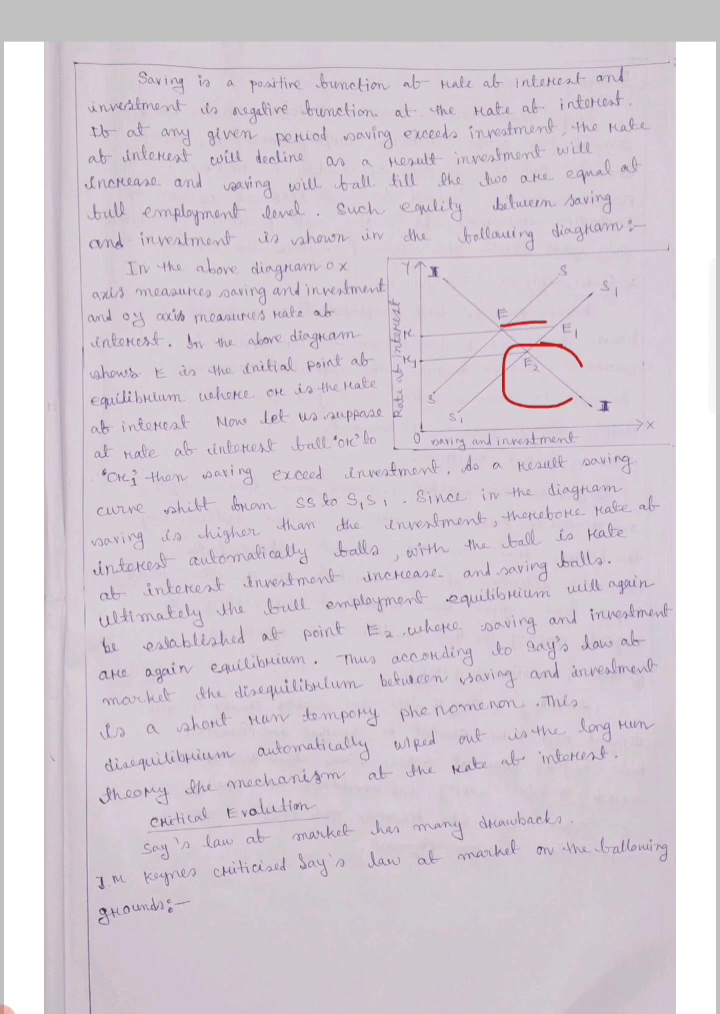 Saving is a positive function of rate of interest and
investment is negative function of the rate of interest.
If at any given period saving exceeds investment, the rate
of interest will decline as a result investment will
increase and saving will fall till the two are equal at
full employment level. Such equlity between saving
and investment is shown in the following diagram:-
In the above diagram ox
axis measures saving and investment
and oy axis measures rate of
interest. In the above diagram
shows E is the initial point of
equilibrium where or is the rate
of interest Now let us suppose
at rate of interest fall "or" to
"or₁" then saving exceed investment. As a result saving
curve shift from SS to S₁S₁. Since in the diagram
saving is higher than the investment, therefore rate of
interest automatically falls, with the fall is rate
of interest investment increase and saving falls.
ultimately the full employment equilibrium will again
be established at point E₂ where saving and investment
are again equilibrium. Thus according to Say's law of
market the disequilibrium between saving and investment
is a short run tempory phenomenon. This
disequilibrium automatically wiped out is the long run
theory the mechanism of the rate of interest.
Critical Evalution
Say's law of market has many drawbacks.
J.M Keynes criticised Say's law of market on the following
grounds:-
Y
I
S
S₁
E
E₁
r
r₁
E₂
Rate of interest
S
S₁
I
O
X
saving and investment